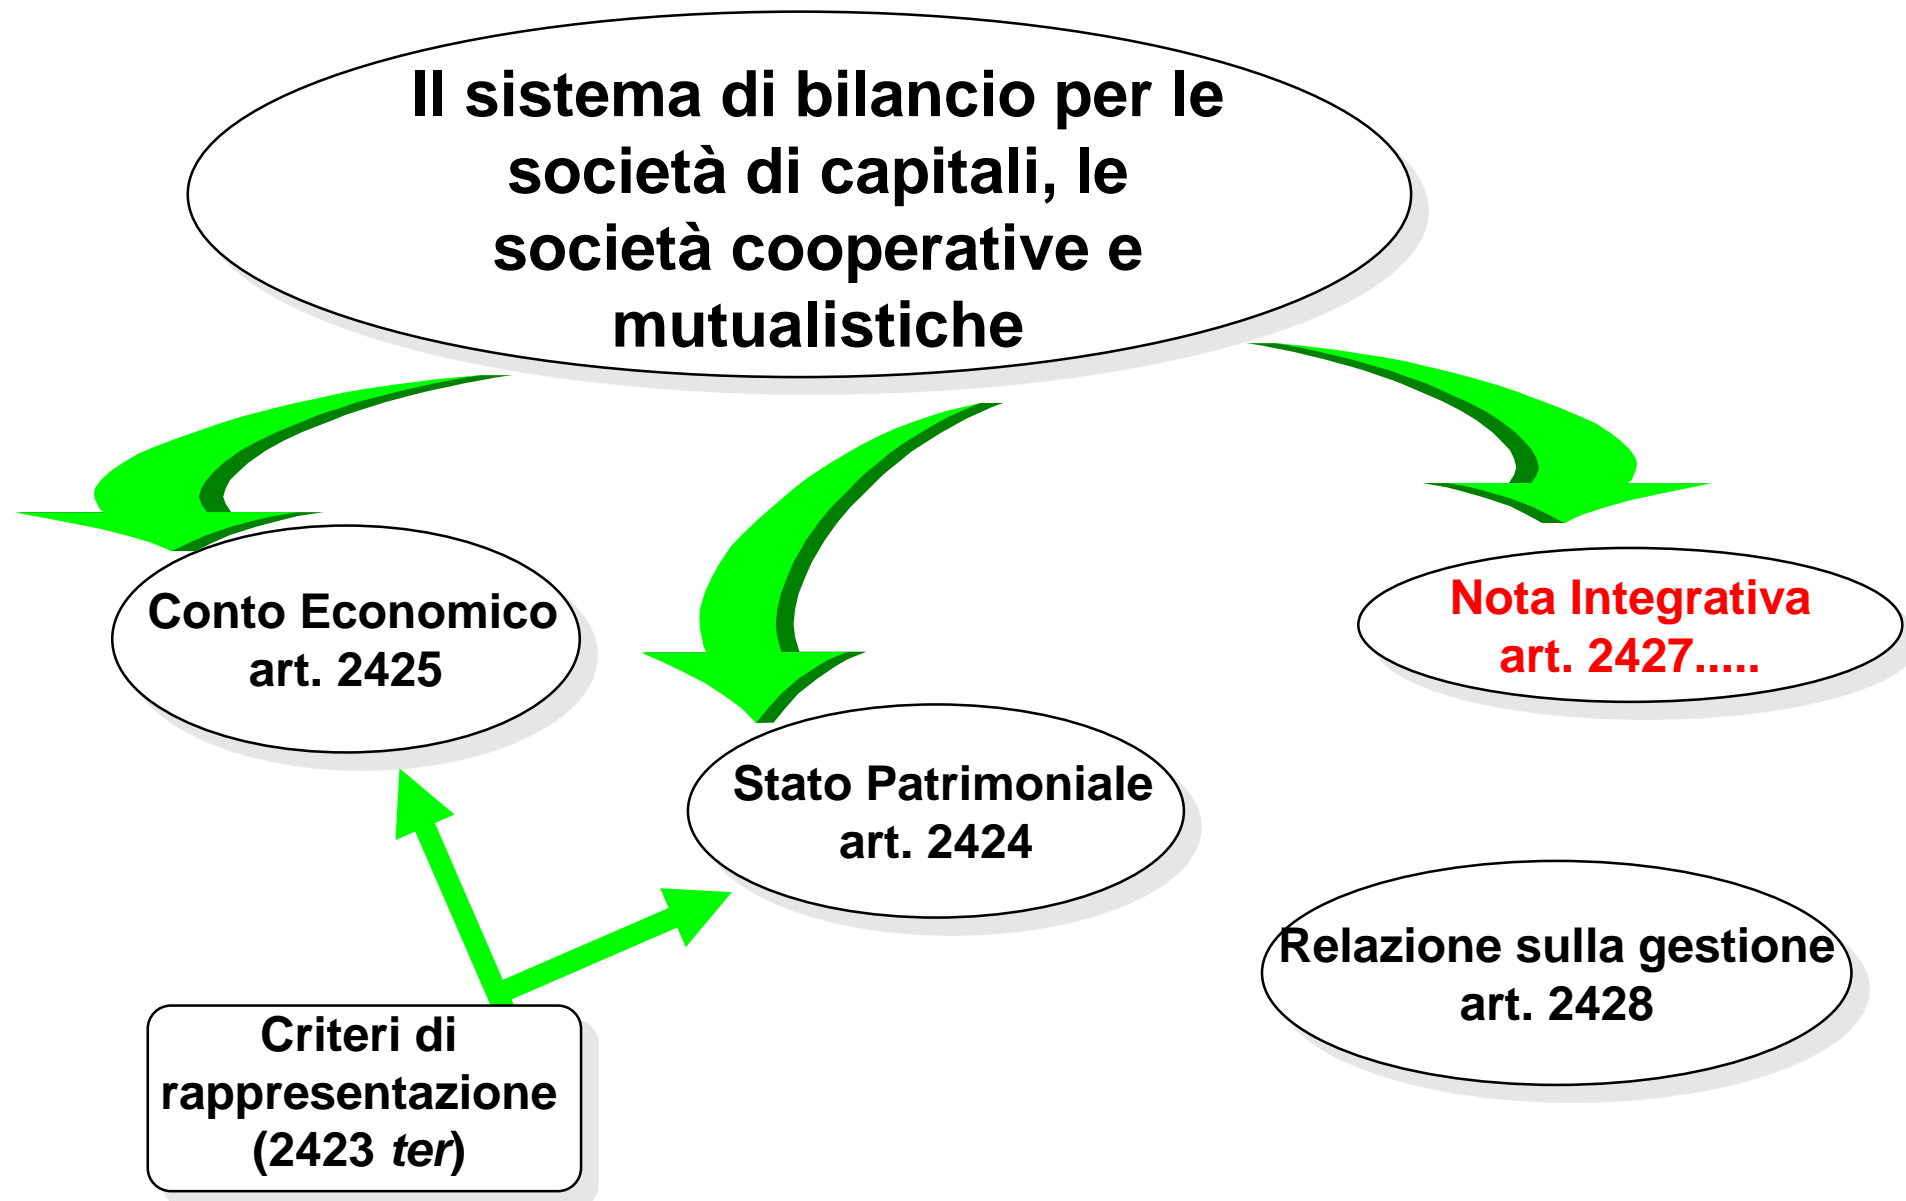 Il sistema di bilancio per le
società di capitali, le
società cooperative e
mutualistiche
Conto Economico
art. 2425
Nota Integrativa
art. 2427.....
Stato Patrimoniale
art. 2424
Relazione sulla gestione
art. 2428
Criteri di
rappresentazione
(2423 ter)